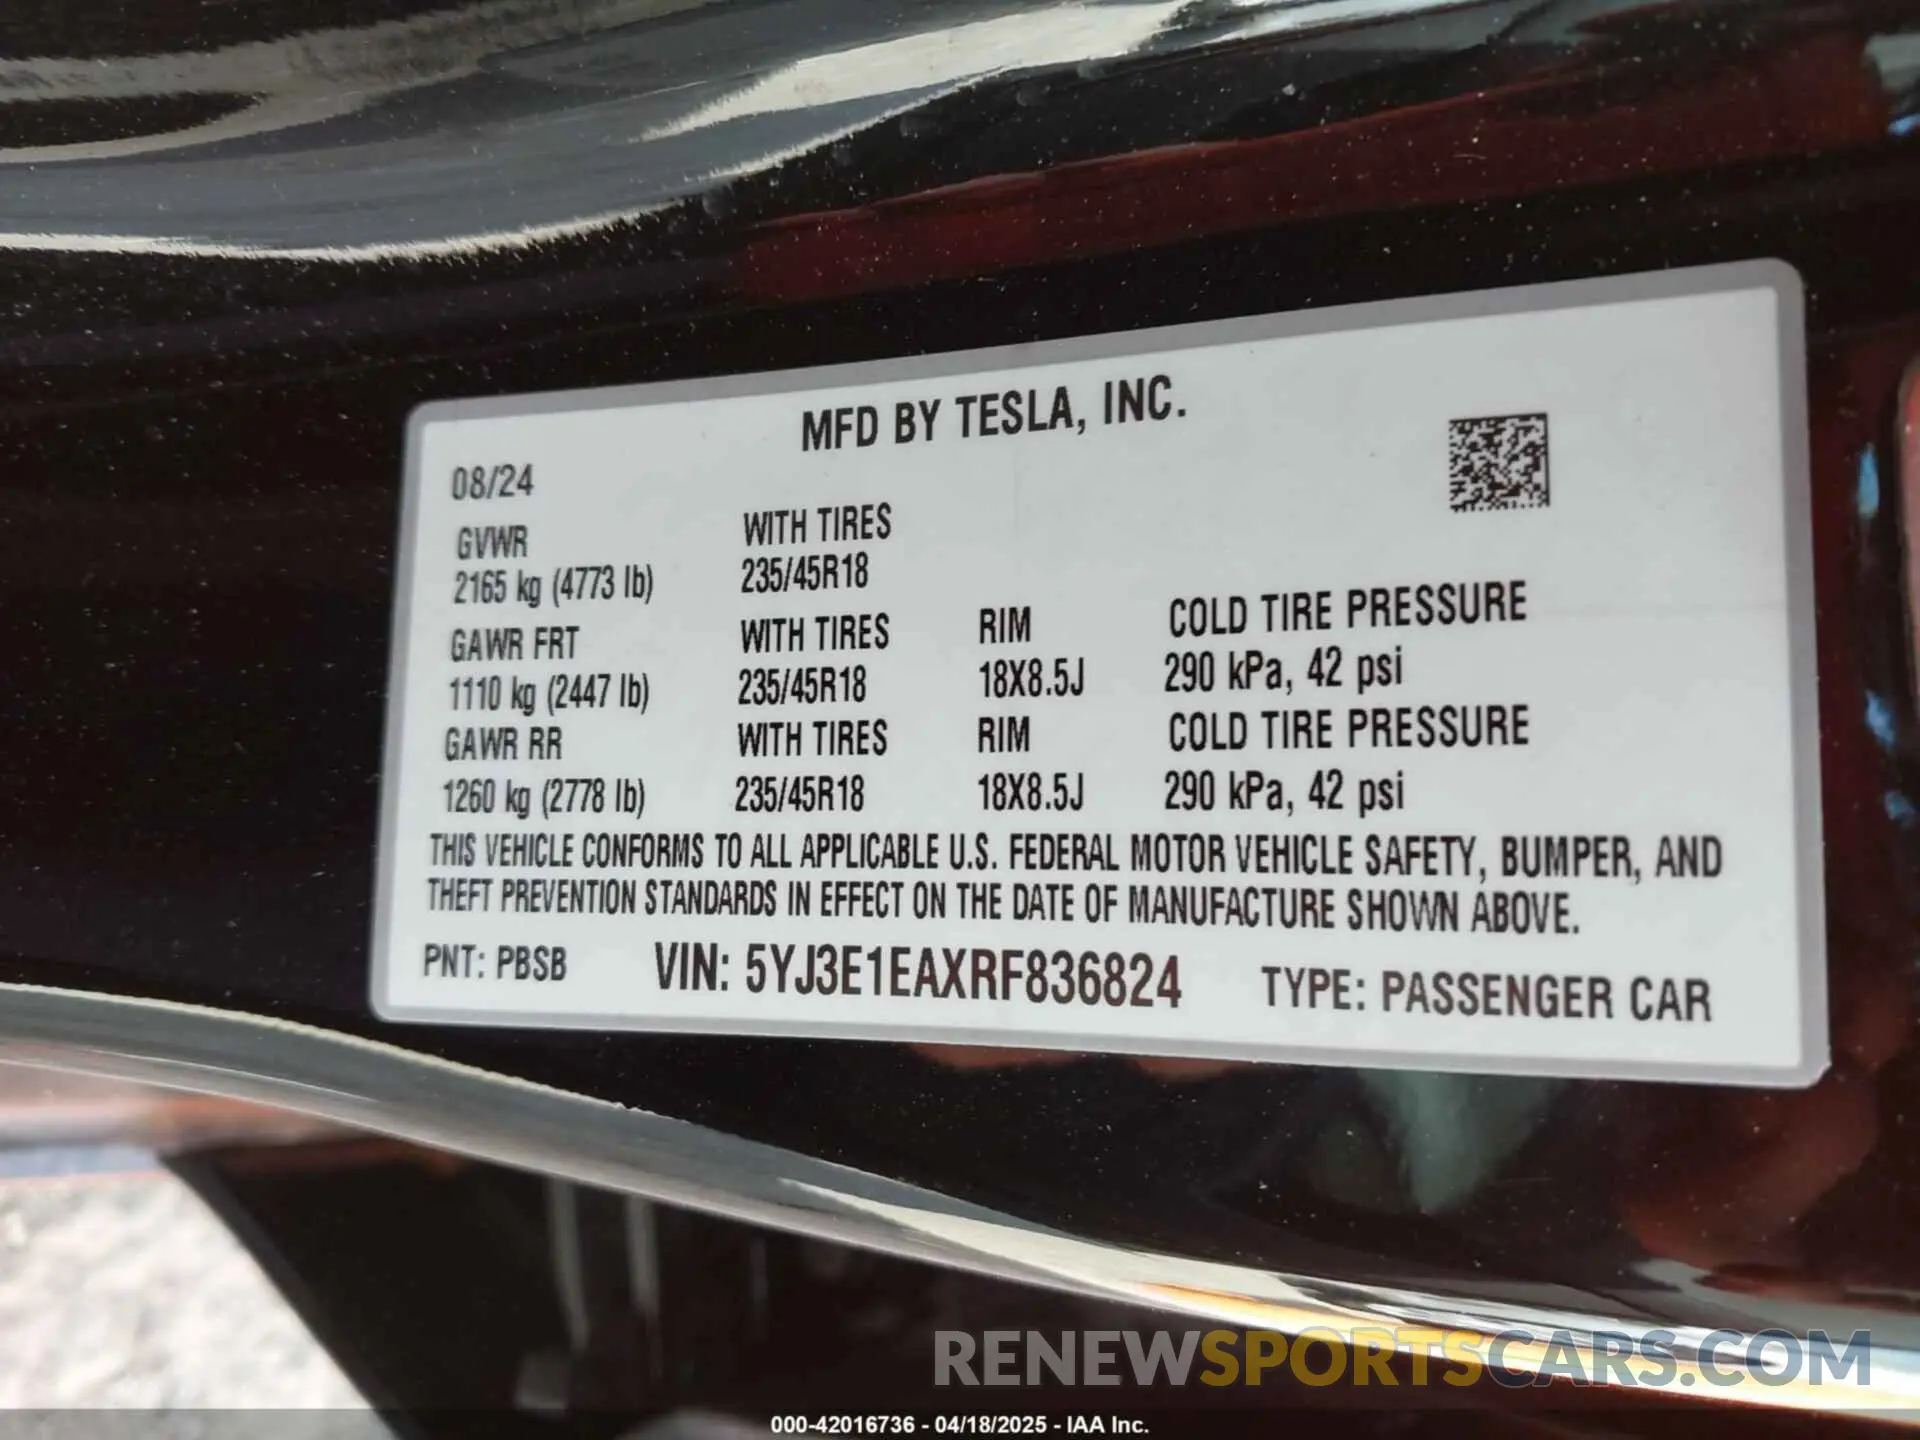 MFD BY TESLA, INC.
08/24
GVWR WITH TIRES
2165 kg (4773 lb) 235/45R18
GAWR FRT WITH TIRES RIM COLD TIRE PRESSURE
1110 kg (2447 lb) 235/45R18 18X8.5J 290 kPa, 42 psi
GAWR RR WITH TIRES RIM COLD TIRE PRESSURE
1260 kg (2778 lb) 235/45R18 18X8.5J 290 kPa, 42 psi
THIS VEHICLE CONFORMS TO ALL APPLICABLE U.S. FEDERAL MOTOR VEHICLE SAFETY, BUMPER, AND
THEFT PREVENTION STANDARDS IN EFFECT ON THE DATE OF MANUFACTURE SHOWN ABOVE.
PNT: PBSB VIN: 5YJ3E1EAXRF836824 TYPE: PASSENGER CAR
RENEWSPORTSCARS.COM
000-42016736 - 04/18/2025 - IAA Inc.